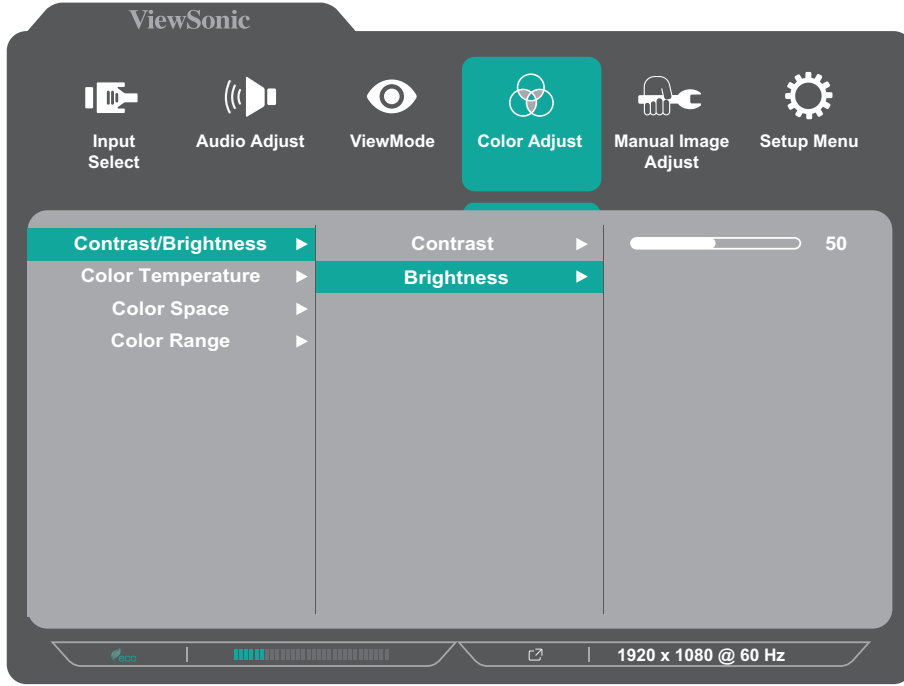 ViewSonic
Input
Select
Audio Adjust
ViewMode
Color Adjust
Manual Image
Adjust
Setup Menu
Contrast/Brightness
Contrast
50
Color Temperature
Brightness
Color Space
Color Range
eco
1920 x 1080 @ 60 Hz